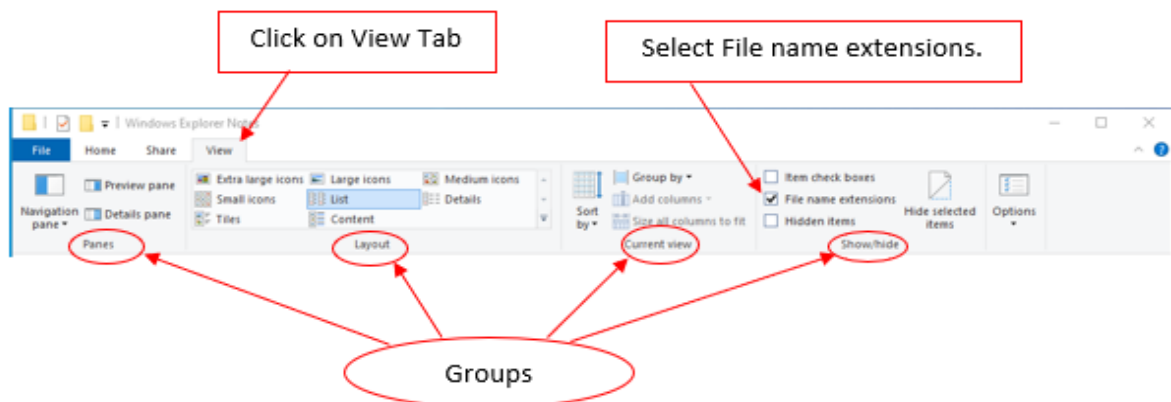 Click on View Tab
Select File name extensions.
Windows Explorer Notes
File Home Share View
Navigation pane
Preview pane
Details pane
Panes
Extra large icons Large icons Medium icons
Small icons List Details
Tiles Content
Layout
Sort by
Group by
Add columns
Size all columns to fit
Current view
Item check boxes
File name extensions
Hidden items
Hide selected
items
Show/hide
Options
Groups